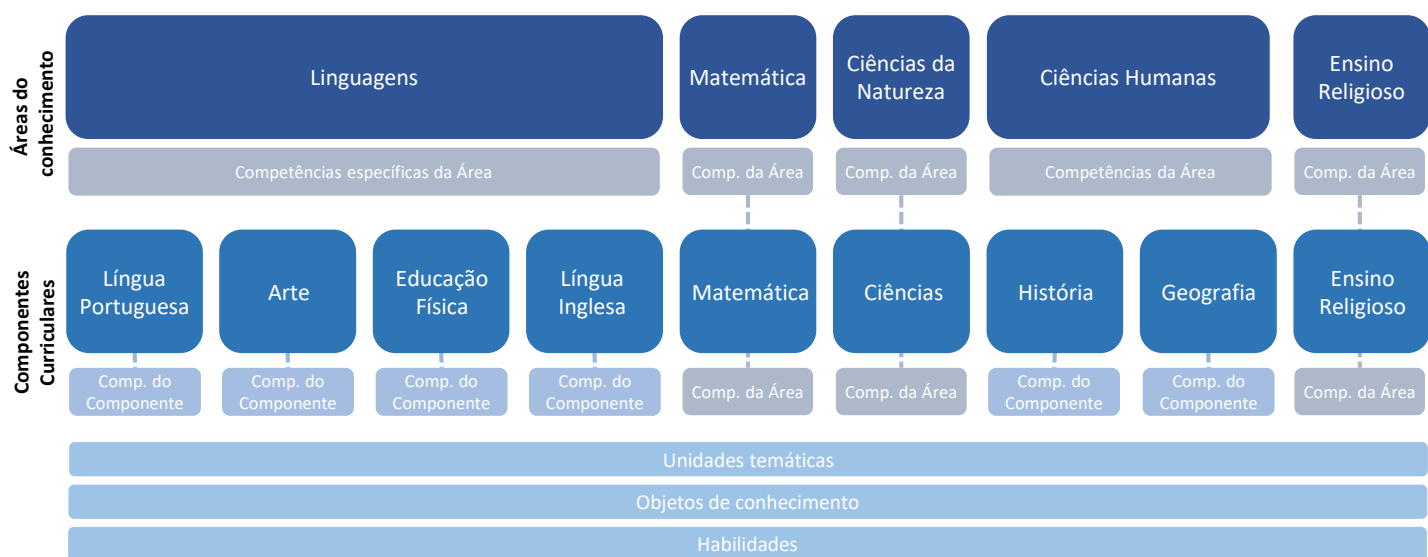 Áreas do
conhecimento
Linguagens
Matemática
Ciências da
Natureza
Ciências Humanas
Ensino
Religioso
Competências específicas da Área
Comp. da Área
Comp. da Área
Competências da Área
Comp. da Área
Componentes
Curriculares
Língua
Portuguesa
Arte
Educação
Física
Língua
Inglesa
Matemática
Ciências
História
Geografia
Ensino
Religioso
Comp. do
Componente
Comp. do
Componente
Comp. do
Componente
Comp. do
Componente
Comp. da Área
Comp. da Área
Comp. do
Componente
Comp. do
Componente
Comp. da Área
Unidades temáticas
Objetos de conhecimento
Habilidades